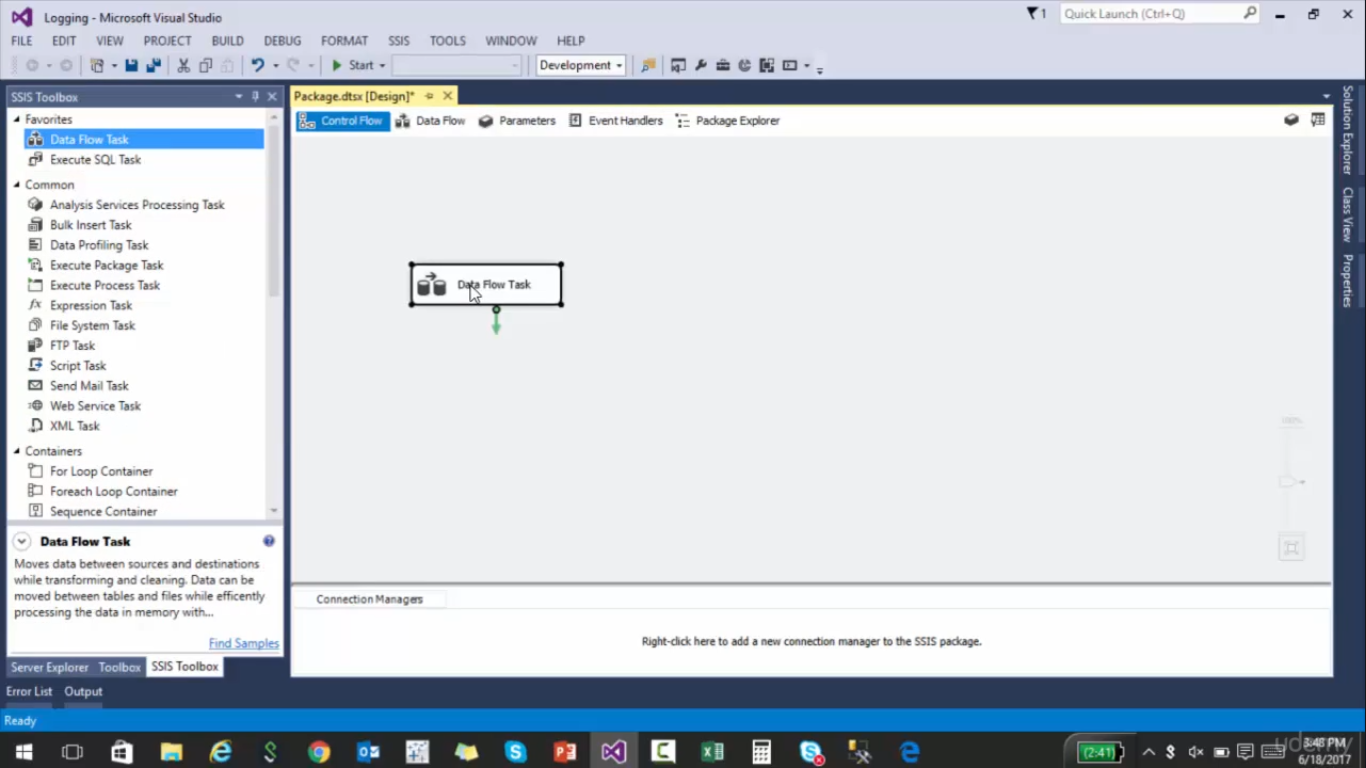 Logging - Microsoft Visual Studio
1
Quick Launch (Ctrl+Q)
FILE EDIT VIEW PROJECT BUILD DEBUG FORMAT SSIS TOOLS WINDOW HELP
Start
Development
SSIS Toolbox
Package.dtsx [Design]*
Favorites
Data Flow Task
Execute SQL Task
Common
Analysis Services Processing Task
Bulk Insert Task
Data Profiling Task
Execute Package Task
Execute Process Task
Expression Task
File System Task
FTP Task
Script Task
Send Mail Task
Web Service Task
XML Task
Containers
For Loop Container
Foreach Loop Container
Sequence Container
Data Flow Task
Moves data between sources and destinations
while transforming and cleaning. Data can be
moved between tables and files while efficently
processing the data in memory with...
Find Samples
Server Explorer Toolbox SSIS Toolbox
Control Flow Data Flow Parameters Event Handlers Package Explorer
Data Flow Task
100%
Connection Managers
Right-click here to add a new connection manager to the SSIS package.
Solution Explorer
Class View
Properties
Error List Output
Ready
(2:41)
3:48 PM
6/18/2017
udemy